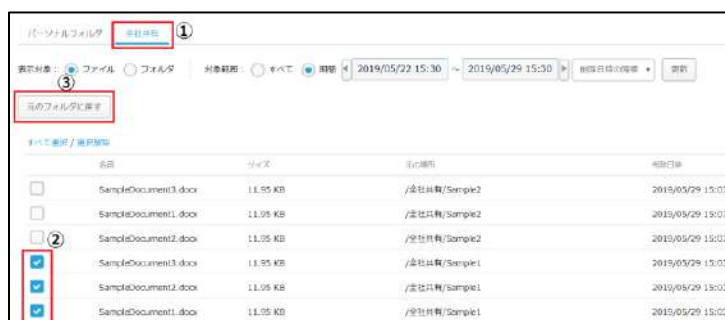 パーソナルフォルダ 全社共有 ①
表示対象： ファイル フォルダ 対象範囲： すべて 期間 2019/05/22 15:30 ~ 2019/05/29 15:30 削除日時の降順 更新
③
元のフォルダに戻す
すべて選択 / 選択解除
名前 サイズ 元の場所 削除日時
SampleDocument3.docx 11.95 KB /全社共有/Sample2 2019/05/29 15:03
SampleDocument1.docx 11.95 KB /全社共有/Sample2 2019/05/29 15:03
SampleDocument2.docx 11.95 KB /全社共有/Sample2 2019/05/29 15:03
②
SampleDocument3.docx 11.95 KB /全社共有/Sample1 2019/05/29 15:03
SampleDocument2.docx 11.95 KB /全社共有/Sample1 2019/05/29 15:03
SampleDocument1.docx 11.95 KB /全社共有/Sample1 2019/05/29 15:03